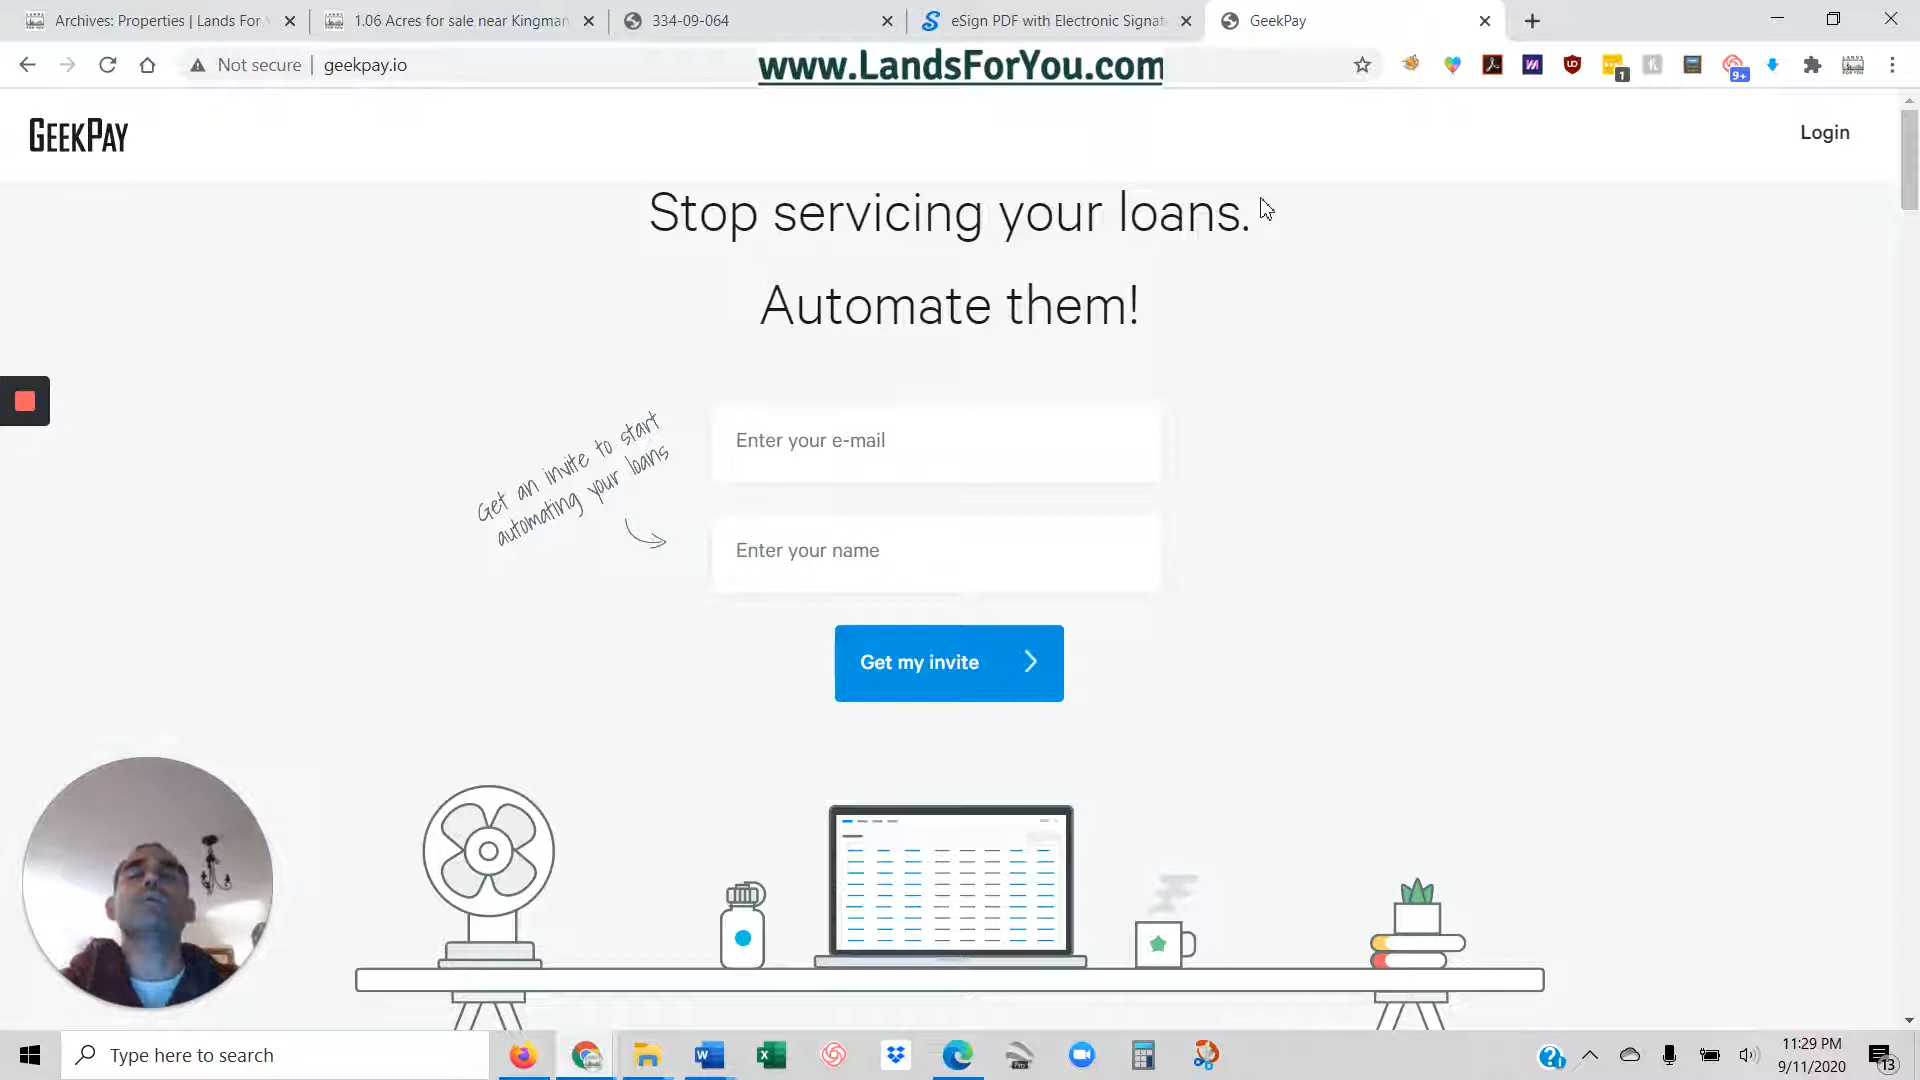 Archives: Properties | Lands For
1.06 Acres for sale near Kingman
334-09-064
eSign PDF with Electronic Signat
GeekPay
Not secure
geekpay.io
www.LandsForYou.com
1
9+
GEEKPAY
Login
Stop servicing your loans.
Automate them!
Get an invite to start
automating your loans
Enter your e-mail
Enter your name
Get my invite
Type here to search
11:29 PM
9/11/2020
13